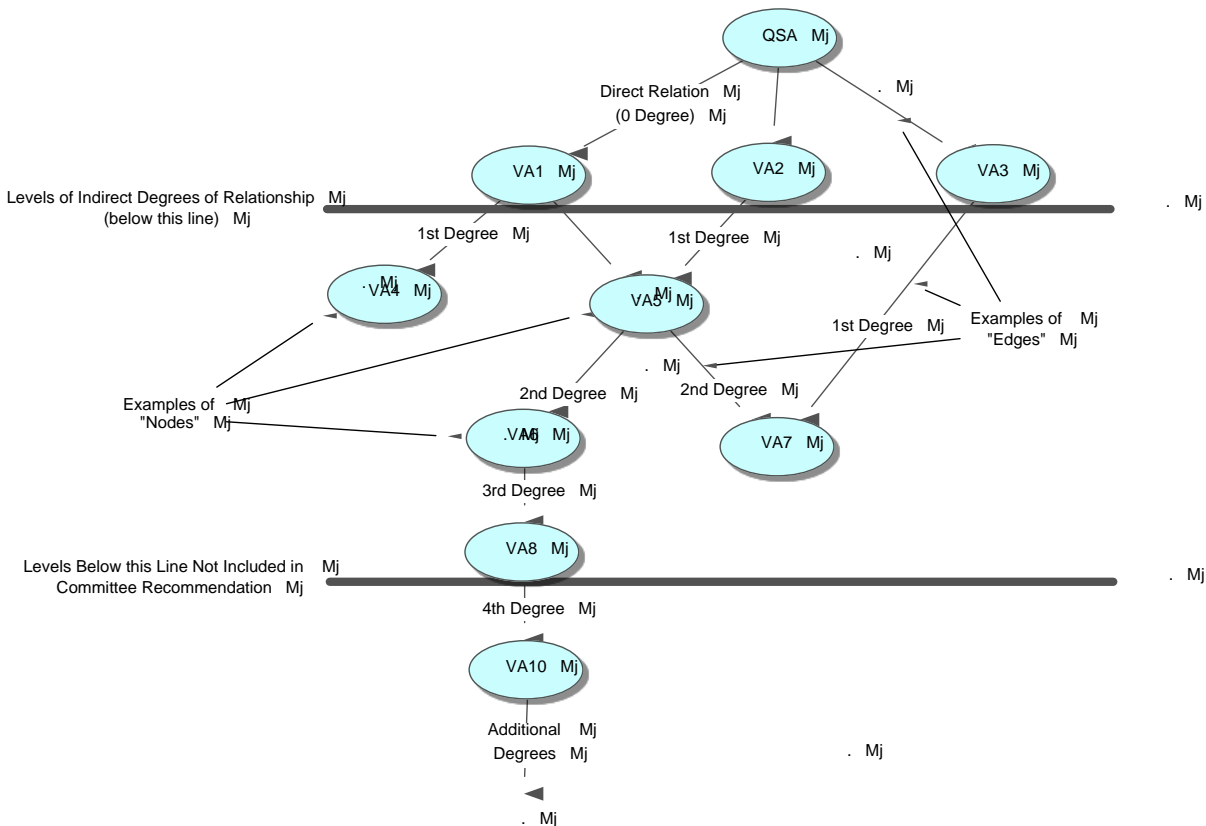 QSA Mj
Direct Relation Mj
(0 Degree) Mj
. Mj
VA1 Mj
VA2 Mj
VA3 Mj
Levels of Indirect Degrees of Relationship Mj
(below this line) Mj
. Mj
1st Degree Mj
1st Degree Mj
. Mj
. Mj
VA4 Mj
. Mj
VA5 Mj
1st Degree Mj
Examples of Mj
"Edges" Mj
. Mj
2nd Degree Mj
2nd Degree Mj
Examples of Mj
"Nodes" Mj
. Mj
VA6 Mj
VA7 Mj
3rd Degree Mj
VA8 Mj
Levels Below this Line Not Included in Mj
Committee Recommendation Mj
. Mj
4th Degree Mj
VA10 Mj
Additional Mj
Degrees Mj
. Mj
. Mj